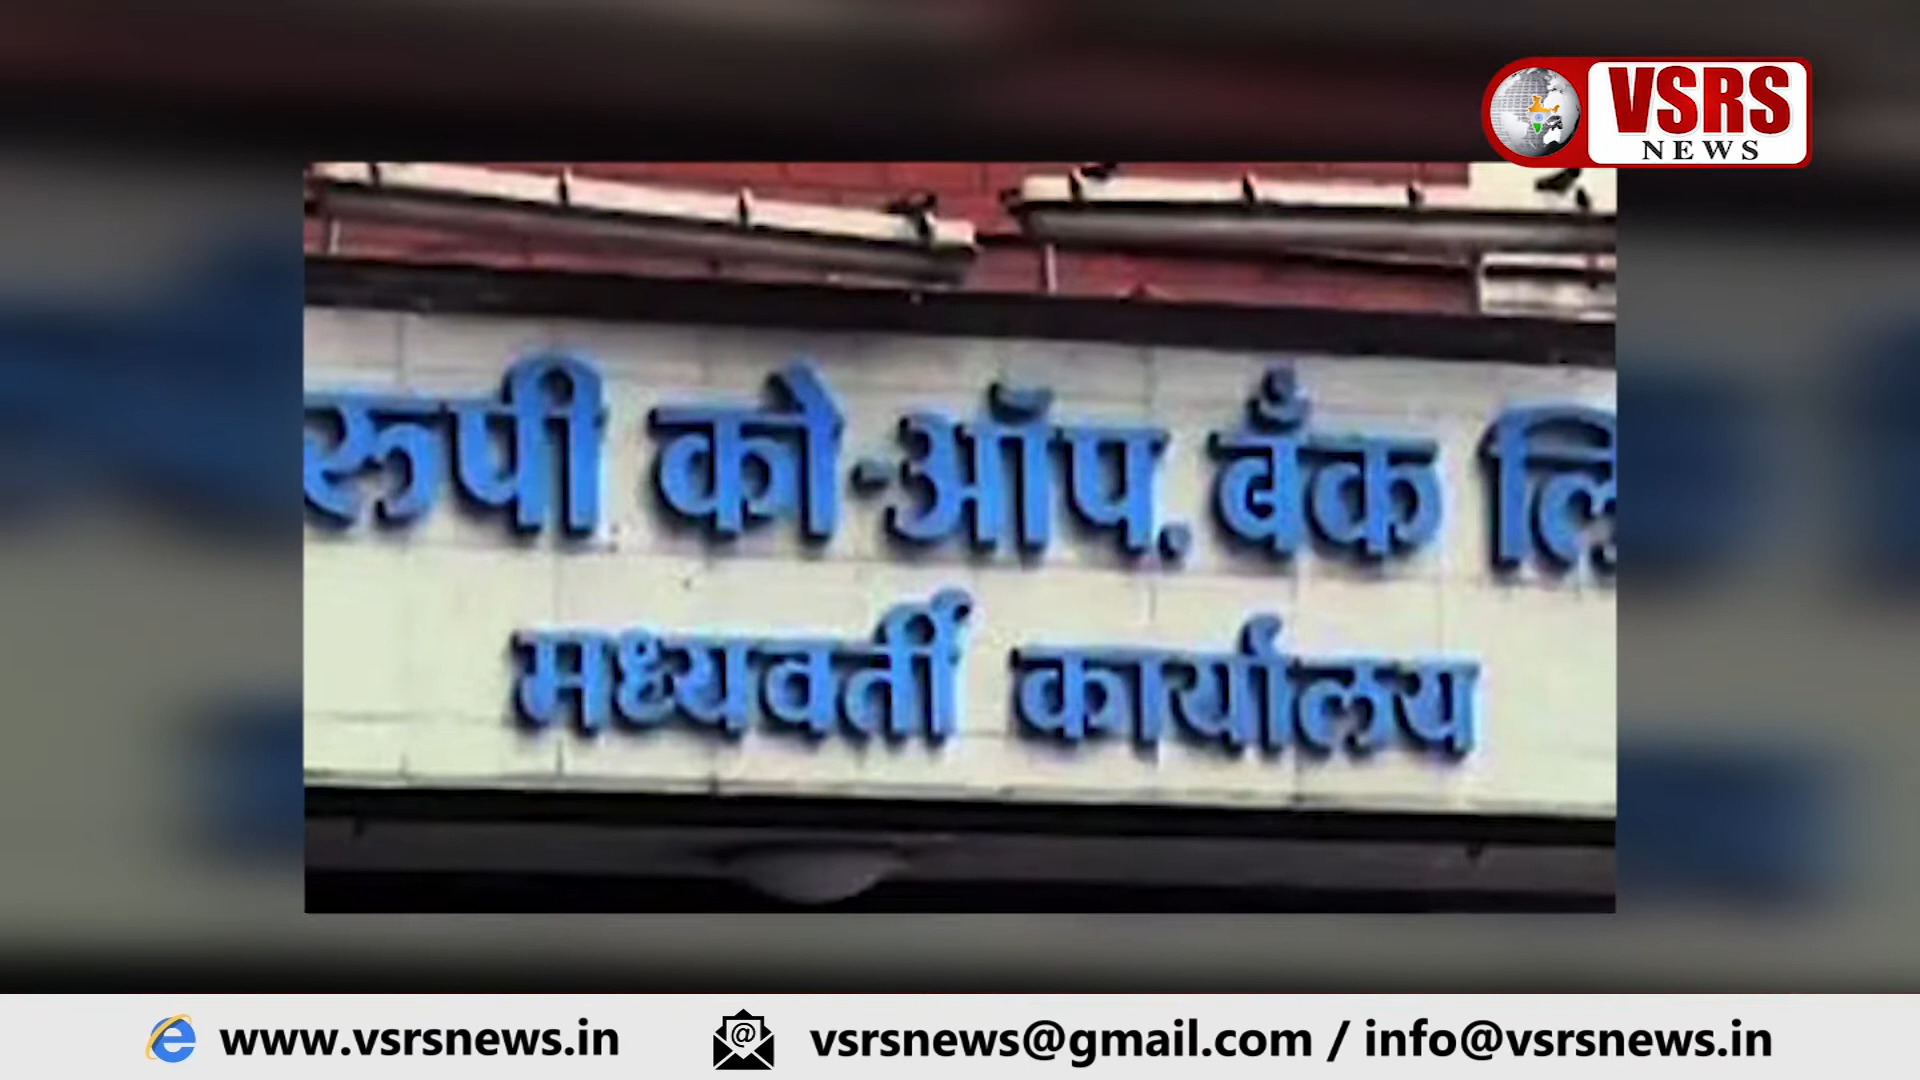 VSRS
NEWS
रुपी को-ऑप. बँक लि
मध्यवर्ती कार्यालय
www.vsrsnews.in
vsrsnews@gmail.com / info@vsrsnews.in